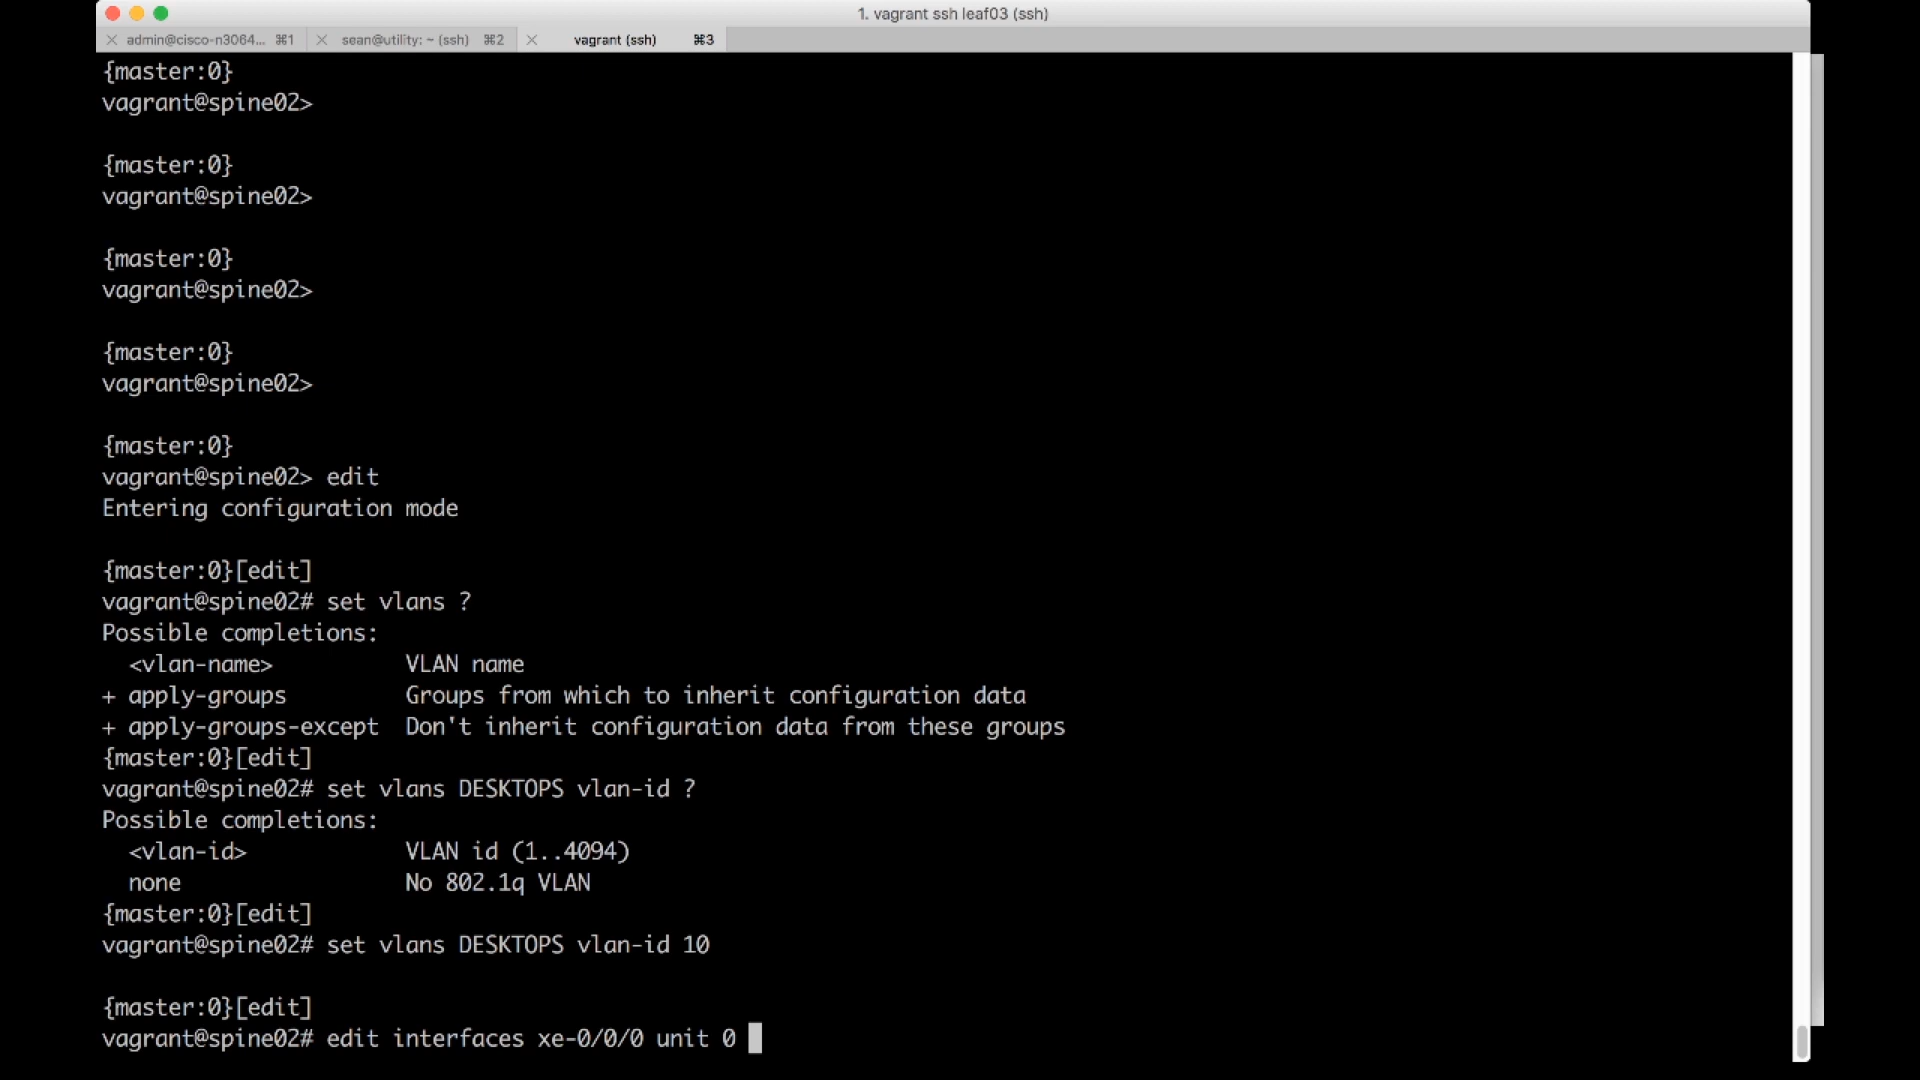 1. vagrant ssh leaf03 (ssh)
admin@cisco-n3064... ⌘1 sean@utility: ~ (ssh) ⌘2 vagrant (ssh) ⌘3
{master:0}
vagrant@spine02>
{master:0}
vagrant@spine02>
{master:0}
vagrant@spine02>
{master:0}
vagrant@spine02>
{master:0}
vagrant@spine02> edit
Entering configuration mode
{master:0}[edit]
vagrant@spine02# set vlans ?
Possible completions:
  <vlan-name>          VLAN name
+ apply-groups         Groups from which to inherit configuration data
+ apply-groups-except  Don't inherit configuration data from these groups
{master:0}[edit]
vagrant@spine02# set vlans DESKTOPS vlan-id ?
Possible completions:
  <vlan-id>            VLAN id (1..4094)
  none                 No 802.1q VLAN
{master:0}[edit]
vagrant@spine02# set vlans DESKTOPS vlan-id 10
{master:0}[edit]
vagrant@spine02# edit interfaces xe-0/0/0 unit 0